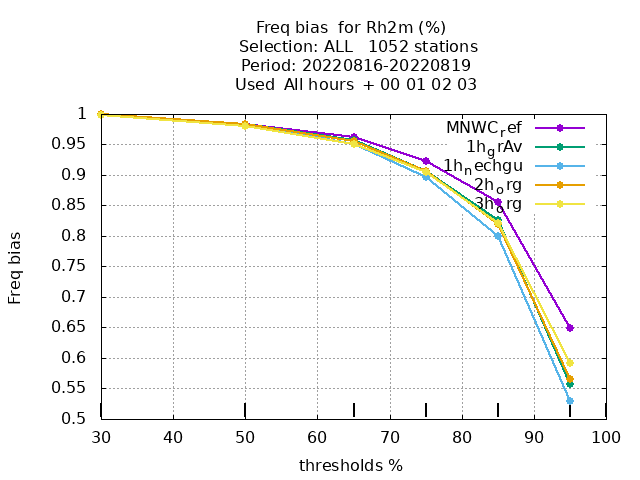 Freq bias  for Rh2m (%)
Selection: ALL   1052 stations
Period: 20220816-20220819
Used  All hours  + 00 01 02 03
MNWC_ref
1h_grAv
1h_nechgu
2h_org
3h_org
1
0.95
0.9
0.85
0.8
0.75
0.7
0.65
0.6
0.55
0.5
Freq bias
30 40 50 60 70 80 90 100
thresholds %